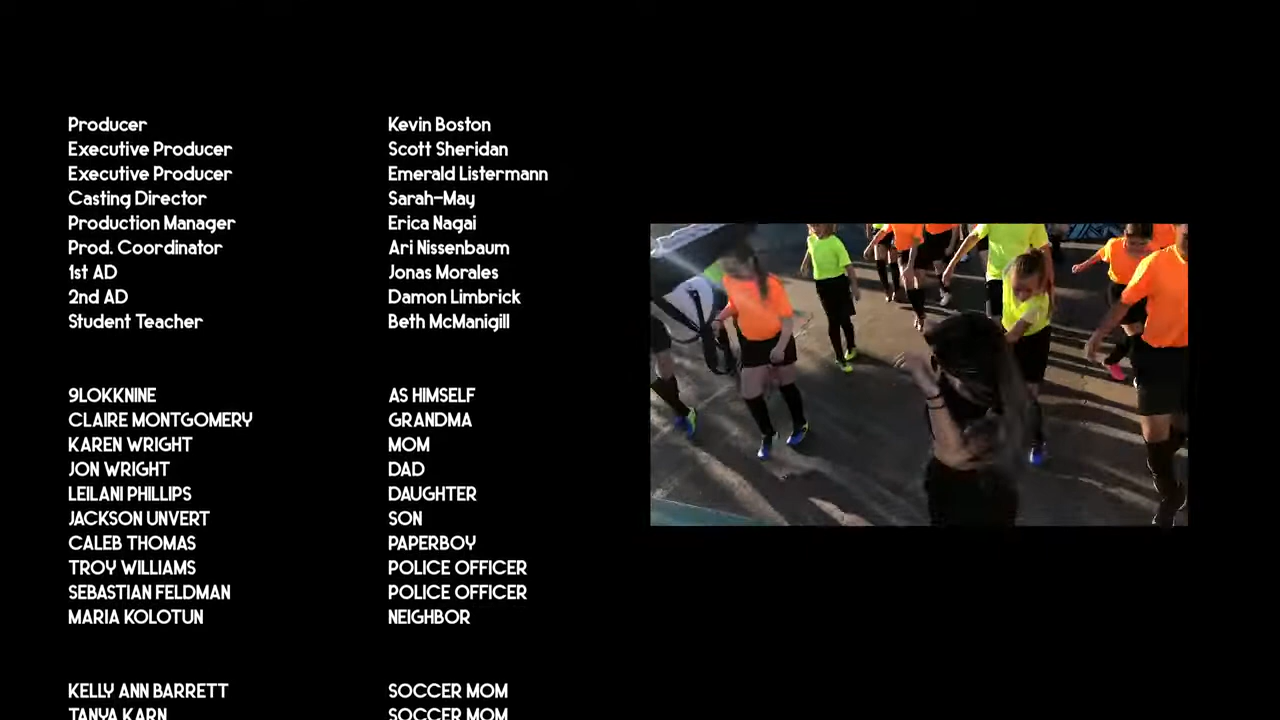 Producer Kevin Boston
Executive Producer Scott Sheridan
Executive Producer Emerald Listermann
Casting Director Sarah-May
Production Manager Erica Nagai
Prod. Coordinator Ari Nissenbaum
1st AD Jonas Morales
2nd AD Damon Limbrick
Student Teacher Beth McManigill
9LOKKNINE AS HIMSELF
CLAIRE MONTGOMERY GRANDMA
KAREN WRIGHT MOM
JON WRIGHT DAD
LEILANI PHILLIPS DAUGHTER
JACKSON UNVERT SON
CALEB THOMAS PAPERBOY
TROY WILLIAMS POLICE OFFICER
SEBASTIAN FELDMAN POLICE OFFICER
MARIA KOLOTUN NEIGHBOR
KELLY ANN BARRETT SOCCER MOM
TANYA KARN SOCCER MOM